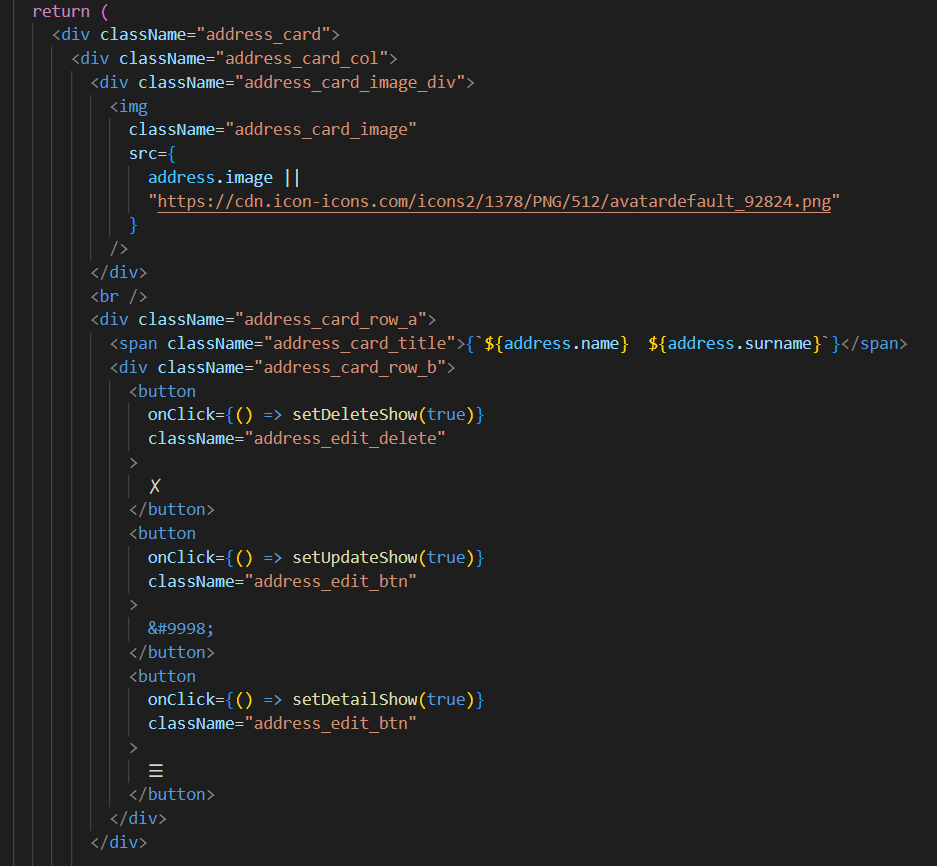 return (
<div className="address_card">
<div className="address_card_col">
<div className="address_card_image_div">
<img
className="address_card_image"
src={
address.image ||
"https://cdn.icon-icons.com/icons2/1378/PNG/512/avatardefault_92824.png"
}
/>
</div>
<br />
<div className="address_card_row_a">
<span className="address_card_title">{`${address.name}  ${address.surname}`}</span>
<div className="address_card_row_b">
<button
onClick={() => setDeleteShow(true)}
className="address_edit_delete"
>
✗
</button>
<button
onClick={() => setUpdateShow(true)}
className="address_edit_btn"
>
&#9998;
</button>
<button
onClick={() => setDetailShow(true)}
className="address_edit_btn"
>
☰
</button>
</div>
</div>